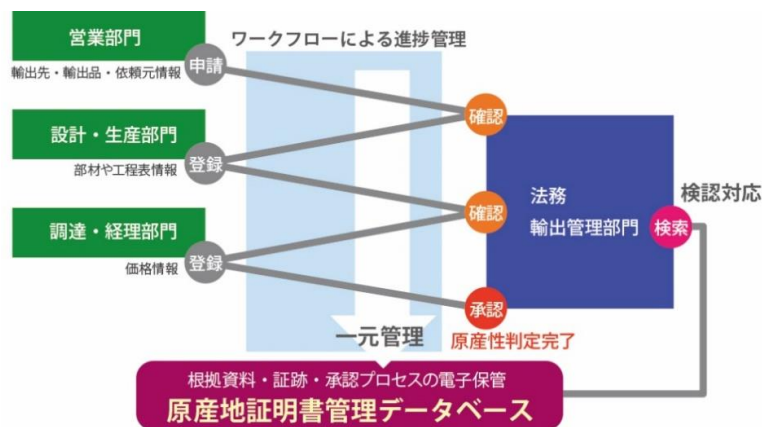 営業部門
輸出先・輸出品・依頼元情報
申請
ワークフローによる進捗管理
確認
設計・生産部門
部材や工程表情報
登録
確認
法務
輸出管理部門
検索
検認対応
調達・経理部門
価格情報
登録
承認
原産性判定完了
一元管理
根拠資料・証跡・承認プロセスの電子保管
原産地証明書管理データベース